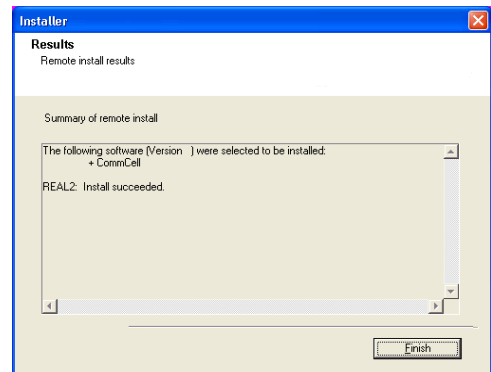 Installer
Results
Remote install results
Summary of remote install
The following software (Version   ) were selected to be installed:
+ CommCell
REAL2:  Install succeeded.
Finish